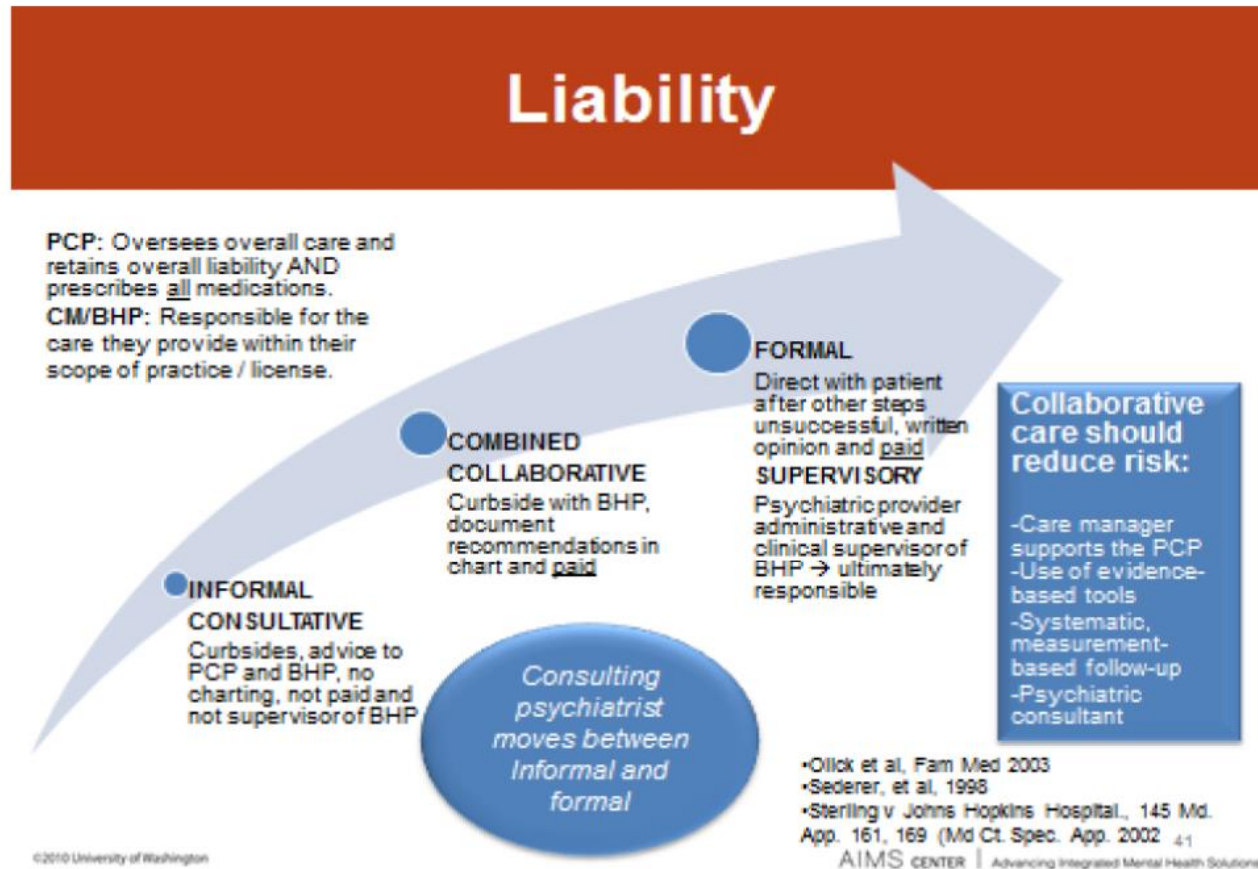 Liability
PCP: Oversees overall care and
retains overall liability AND
prescribes all medications.
CM/BHP: Responsible for the
care they provide within their
scope of practice / license.
INFORMAL
CONSULTATIVE
Curbsides, advice to
PCP and BHP, no
charting, not paid and
not supervisor of BHP
COMBINED
COLLABORATIVE
Curbside with BHP,
document
recommendations in
chart and paid
FORMAL
Direct with patient
after other steps
unsuccessful, written
opinion and paid
SUPERVISORY
Psychiatric provider
administrative and
clinical supervisor of
BHP → ultimately
responsible
Collaborative
care should
reduce risk:
-Care manager
supports the PCP
-Use of evidence-
based tools
-Systematic,
measurement-
based follow-up
-Psychiatric
consultant
Consulting
psychiatrist
moves between
Informal and
formal
•Olick et al, Fam Med 2003
•Sederer, et al, 1998
•Sterling v Johns Hopkins Hospital., 145 Md.
App. 161, 169 (Md Ct. Spec. App. 2002
41
©2010 University of Washington
AIMS CENTER | Advancing Integrated Mental Health Solutions